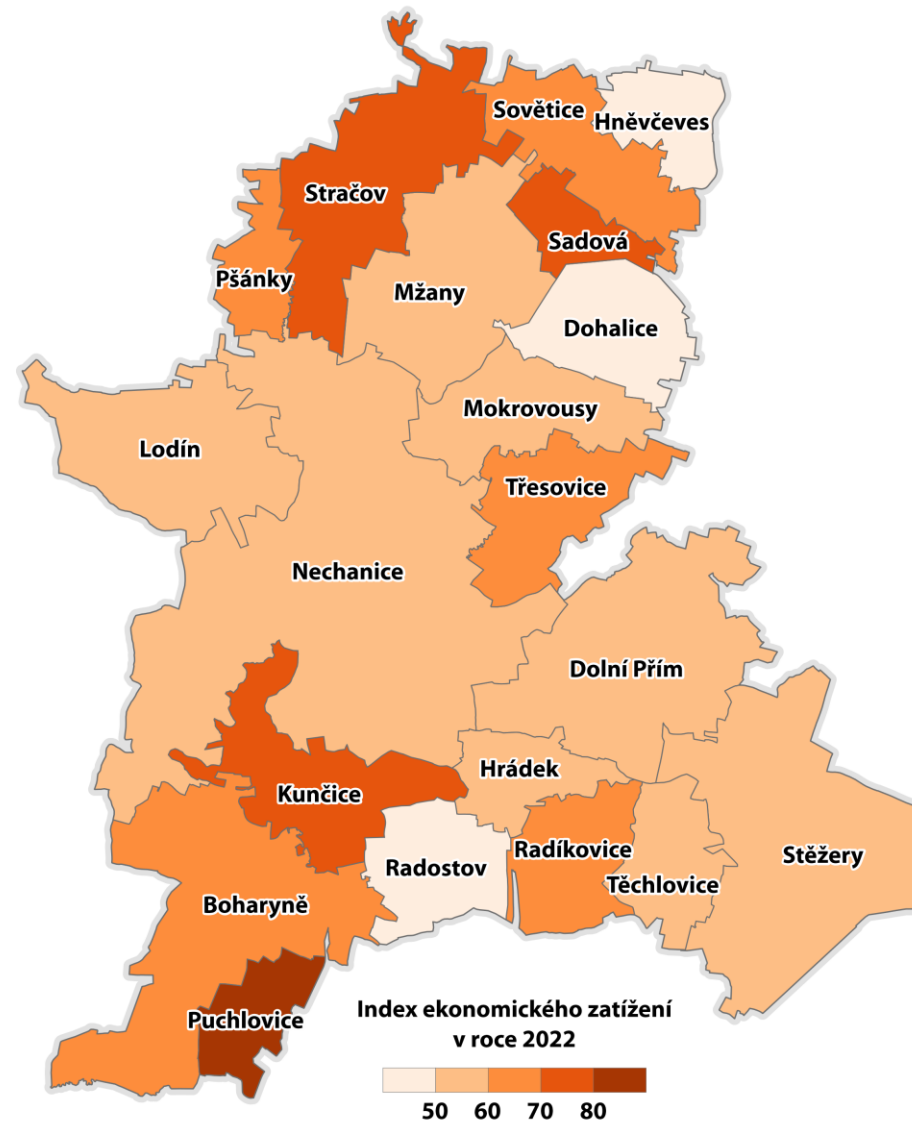 Sovětice
Hněvčeves
Stračov
Sadová
Pšánky
Mžany
Dohalice
Mokrovousy
Lodín
Třesovice
Nechanice
Dolní Přím
Hrádek
Kunčice
Radíkovice
Stěžery
Radostov
Těchlovice
Boharyně
Puchlovice
Index ekonomického zatížení
v roce 2022
50 60 70 80